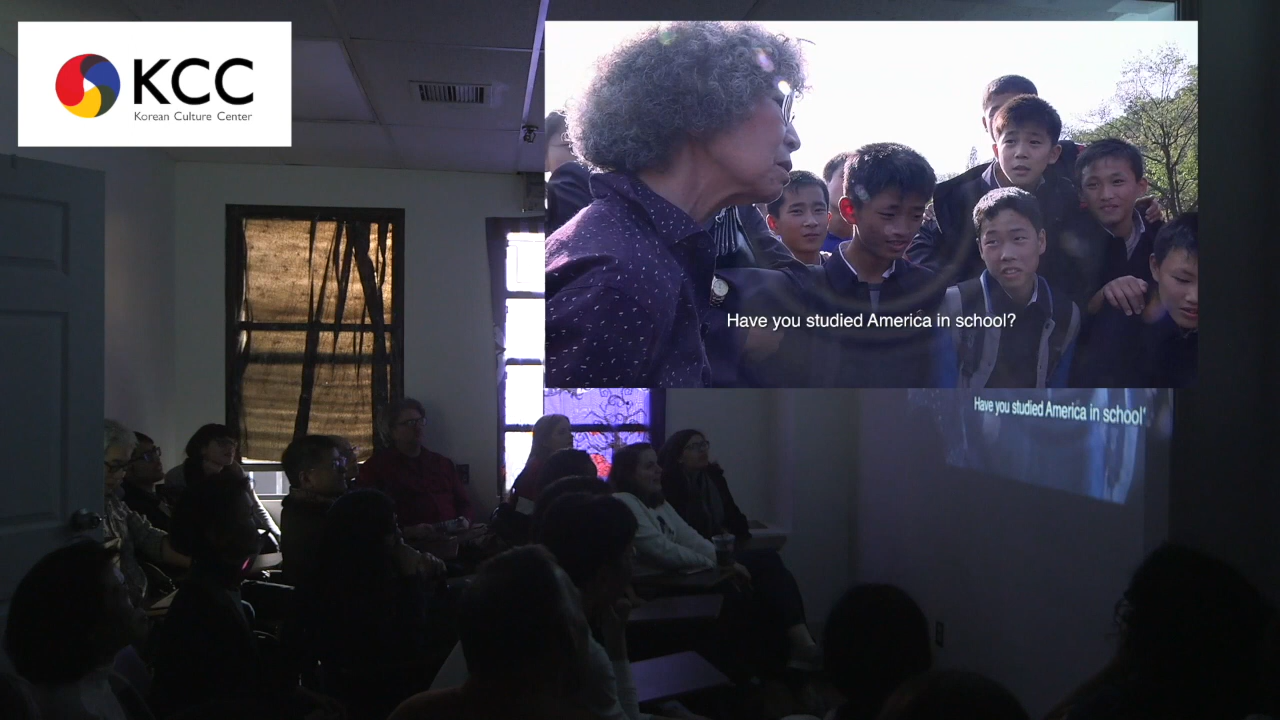 KCC
Korean Culture Center
Have you studied America in school?
Have you studied America in school?